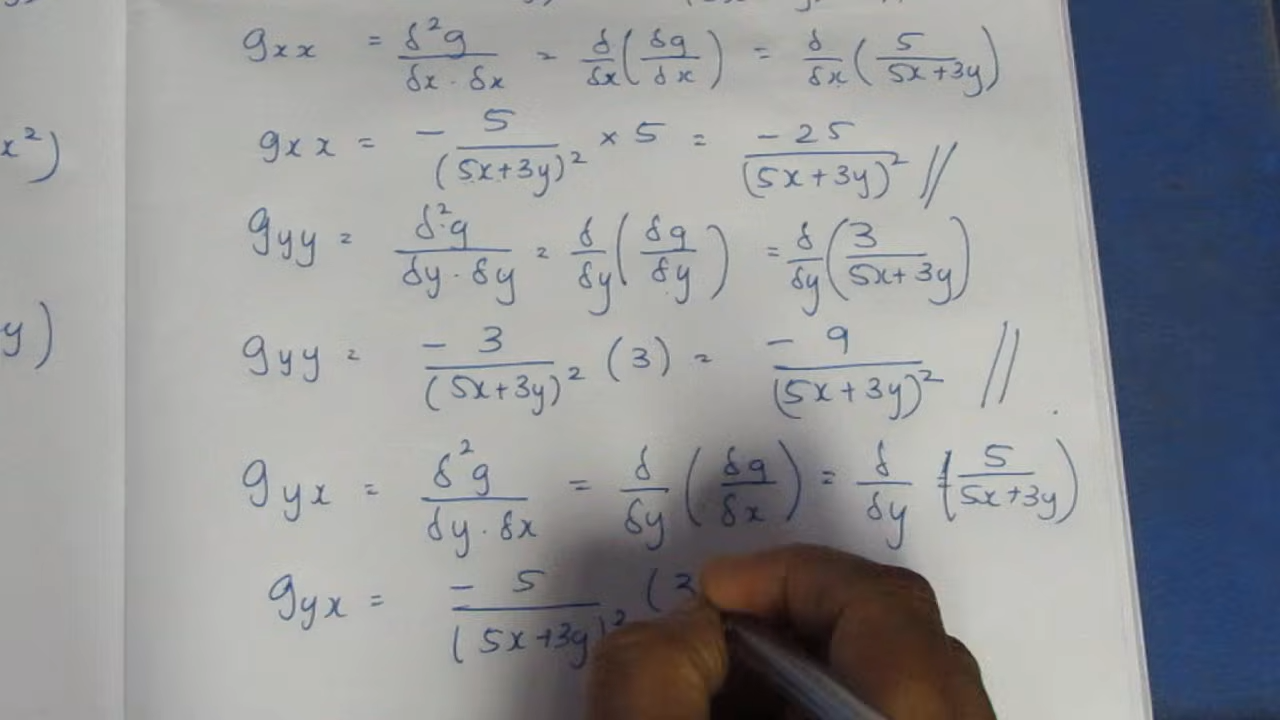 x²)
y)
gxx = δ²g/δx·δx = δ/δx(δg/δx) = δ/δx(5/5x+3y)
gxx = -5/(5x+3y)² × 5 = -25/(5x+3y)² //
gyy = δ²g/δy·δy = δ/δy(δg/δy) = δ/δy(3/5x+3y)
gyy = -3/(5x+3y)² (3) = -9/(5x+3y)² //
gyx = δ²g/δy·δx = δ/δy(δg/δx) = δ/δy(5/5x+3y)
gyx = -5/(5x+3y)² (3